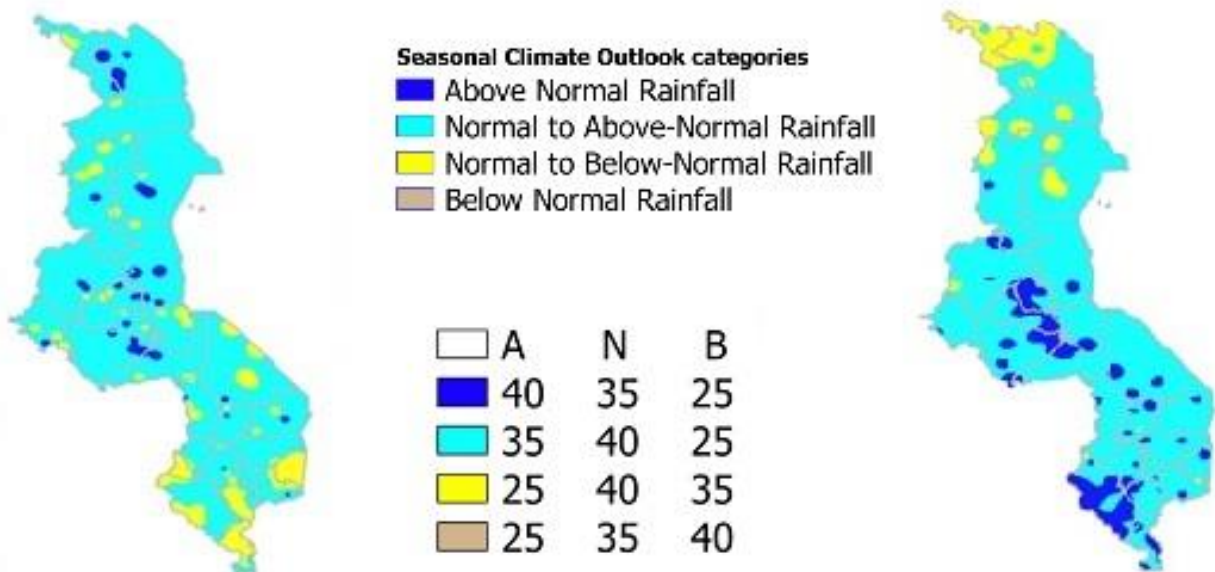 Seasonal Climate Outlook categories
Above Normal Rainfall
Normal to Above-Normal Rainfall
Normal to Below-Normal Rainfall
Below Normal Rainfall
A N B
40 35 25
35 40 25
25 40 35
25 35 40